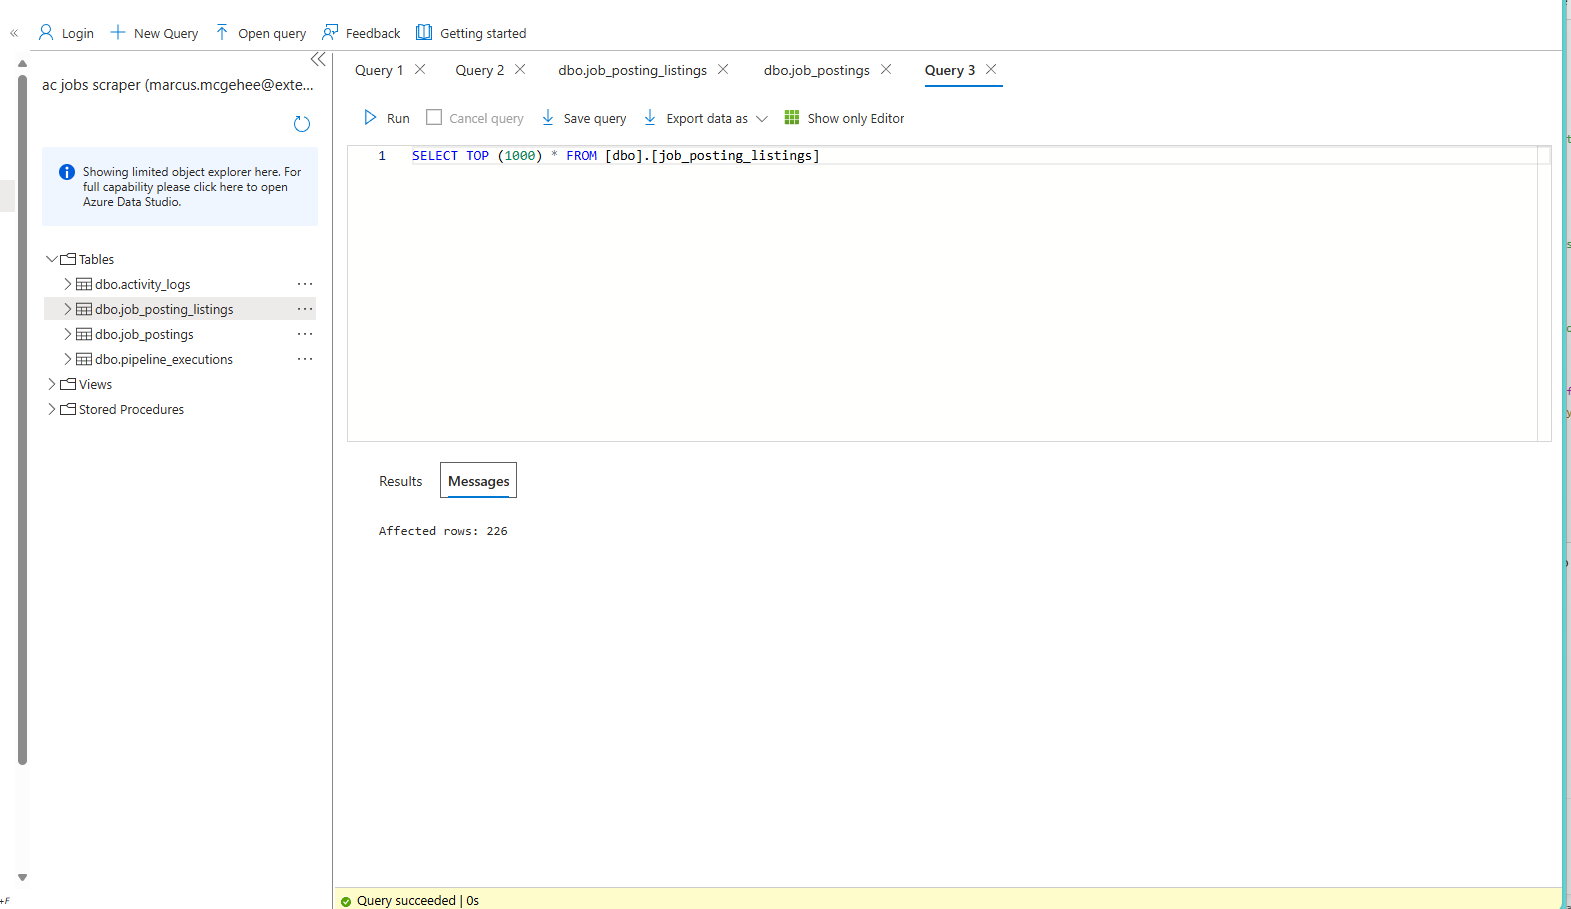 Login
New Query
Open query
Feedback
Getting started
ac jobs scraper (marcus.mcgehee@exte...
Showing limited object explorer here. For
full capability please click here to open
Azure Data Studio.
Tables
dbo.activity_logs
dbo.job_posting_listings
dbo.job_postings
dbo.pipeline_executions
Views
Stored Procedures
Query 1
Query 2
dbo.job_posting_listings
dbo.job_postings
Query 3
Run
Cancel query
Save query
Export data as
Show only Editor
1 SELECT TOP (1000) * FROM [dbo].[job_posting_listings]
Results
Messages
Affected rows: 226
Query succeeded | 0s
+F